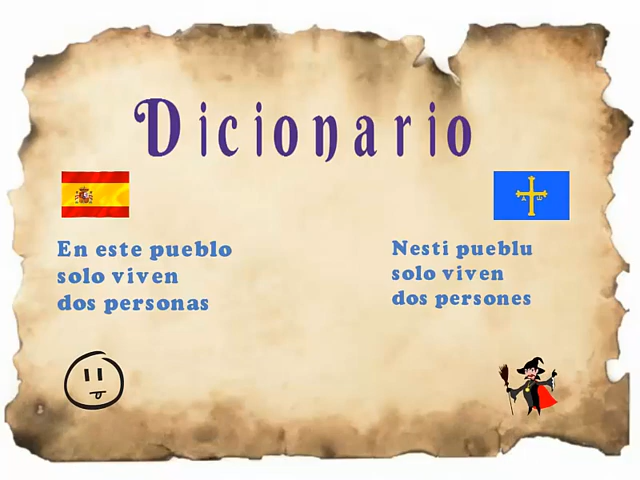 Dicionario
En este pueblo
solo viven
dos personas
Nesti pueblu
solo viven
dos persones